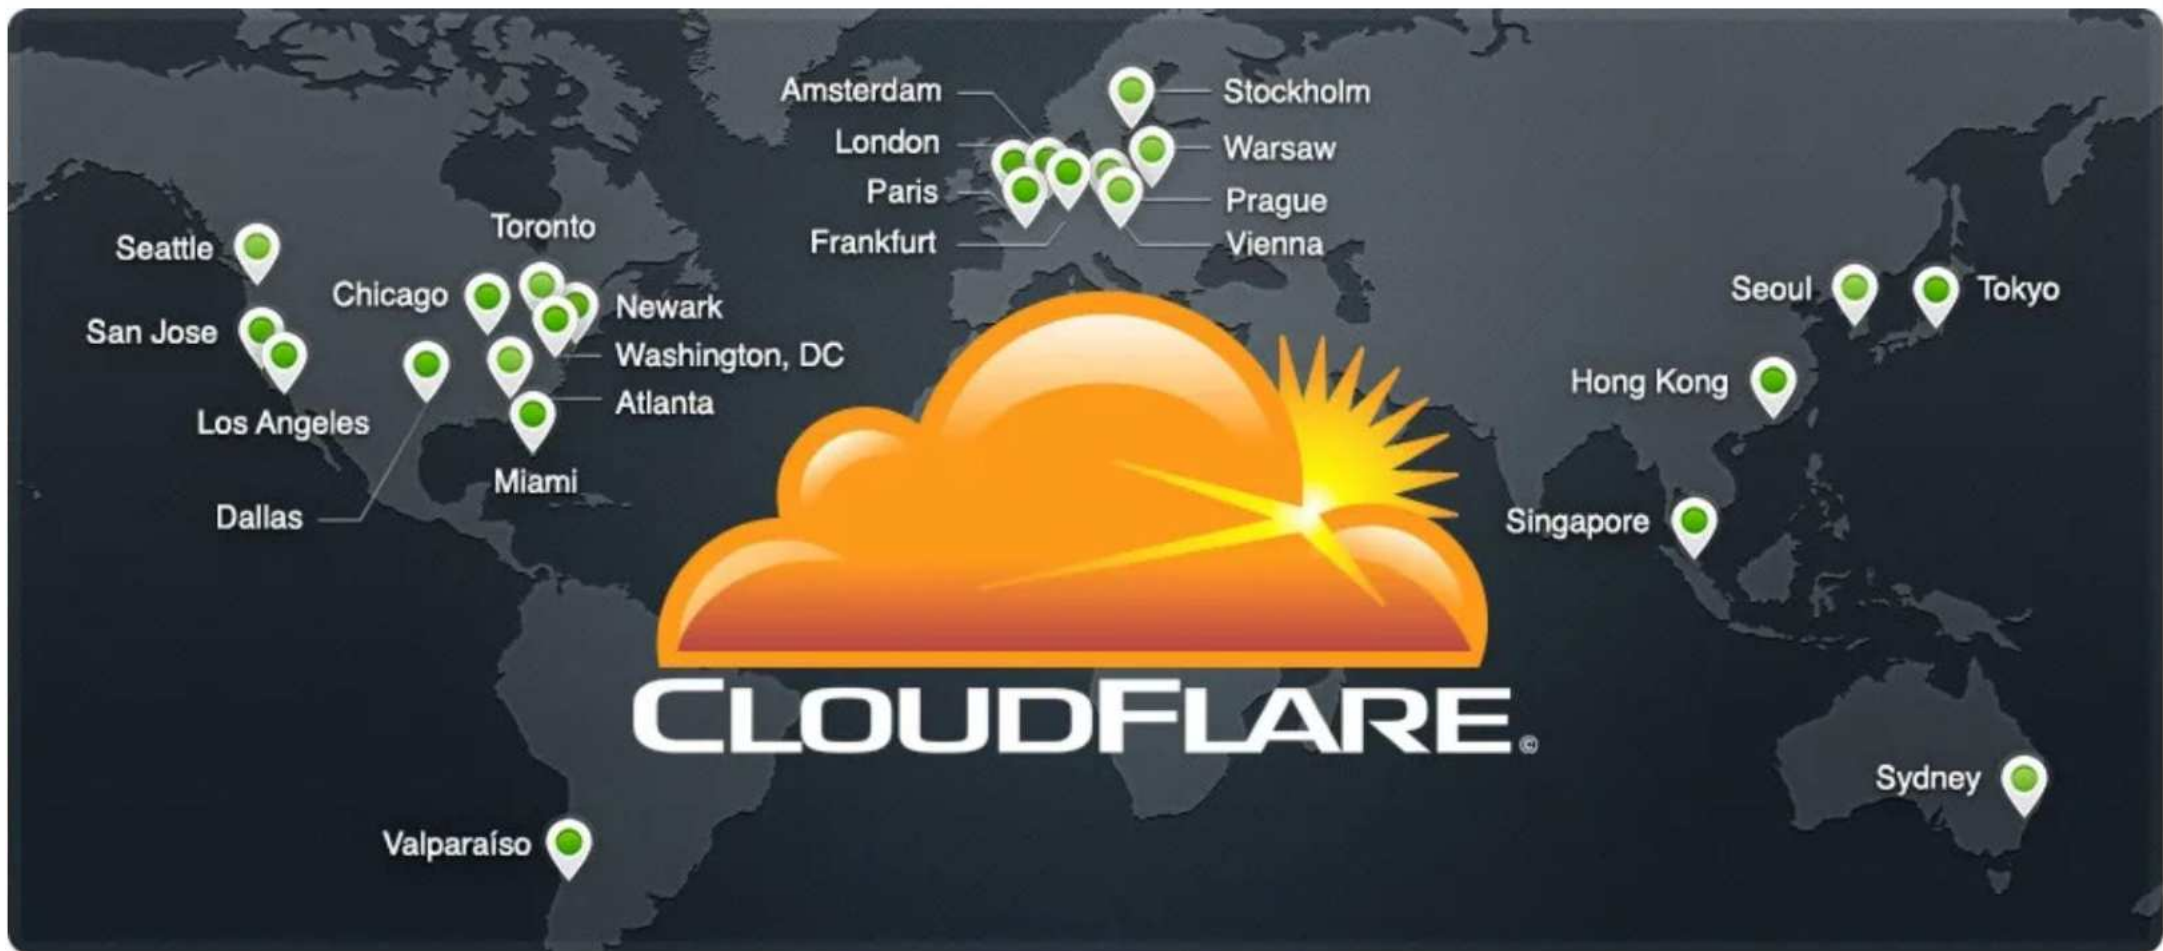 Amsterdam
Stockholm
London
Warsaw
Paris
Prague
Frankfurt
Vienna
Toronto
Seattle
Chicago
Newark
San Jose
Washington, DC
Atlanta
Los Angeles
Miami
Dallas
Seoul
Tokyo
Hong Kong
Singapore
CLOUDFLARE©
Sydney
Valparaíso